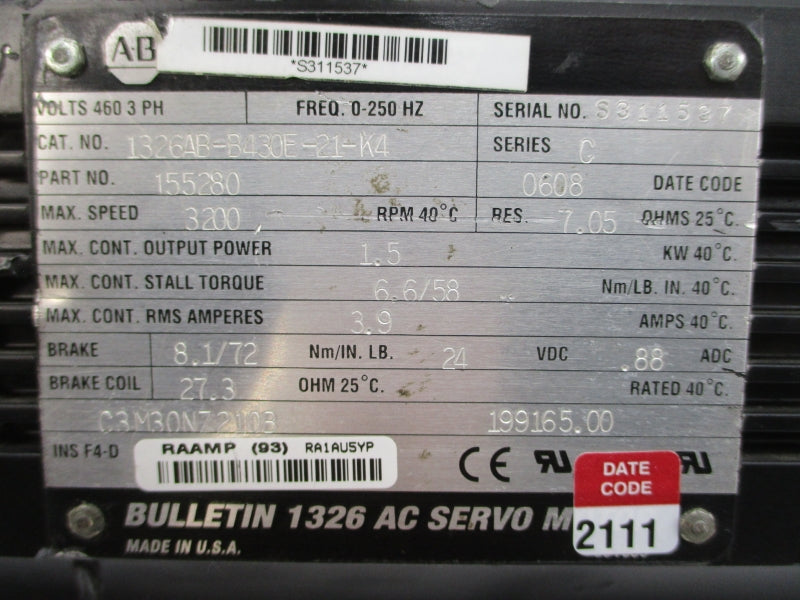 A-B
*S311537*
VOLTS 460 3 PH FREQ. 0-250 HZ SERIAL NO. S311537
CAT. NO. 1326AB-B430E-21-K4 SERIES C
PART NO. 155280 0608 DATE CODE
MAX. SPEED 3200 RPM 40°C RES. 7.05 OHMS 25°C.
MAX. CONT. OUTPUT POWER 1.5 KW 40°C.
MAX. CONT. STALL TORQUE 6.6/58 Nm/LB. IN. 40°C.
MAX. CONT. RMS AMPERES 3.9 AMPS 40°C.
BRAKE 8.1/72 Nm/IN. LB. 24 VDC .88 ADC
BRAKE COIL 27.3 OHM 25°C. RATED 40°C.
199165.00
INS F4-D RAAMP (93) RA1AU5YP CE
DATE CODE
2111
BULLETIN 1326 AC SERVO M
MADE IN U.S.A.